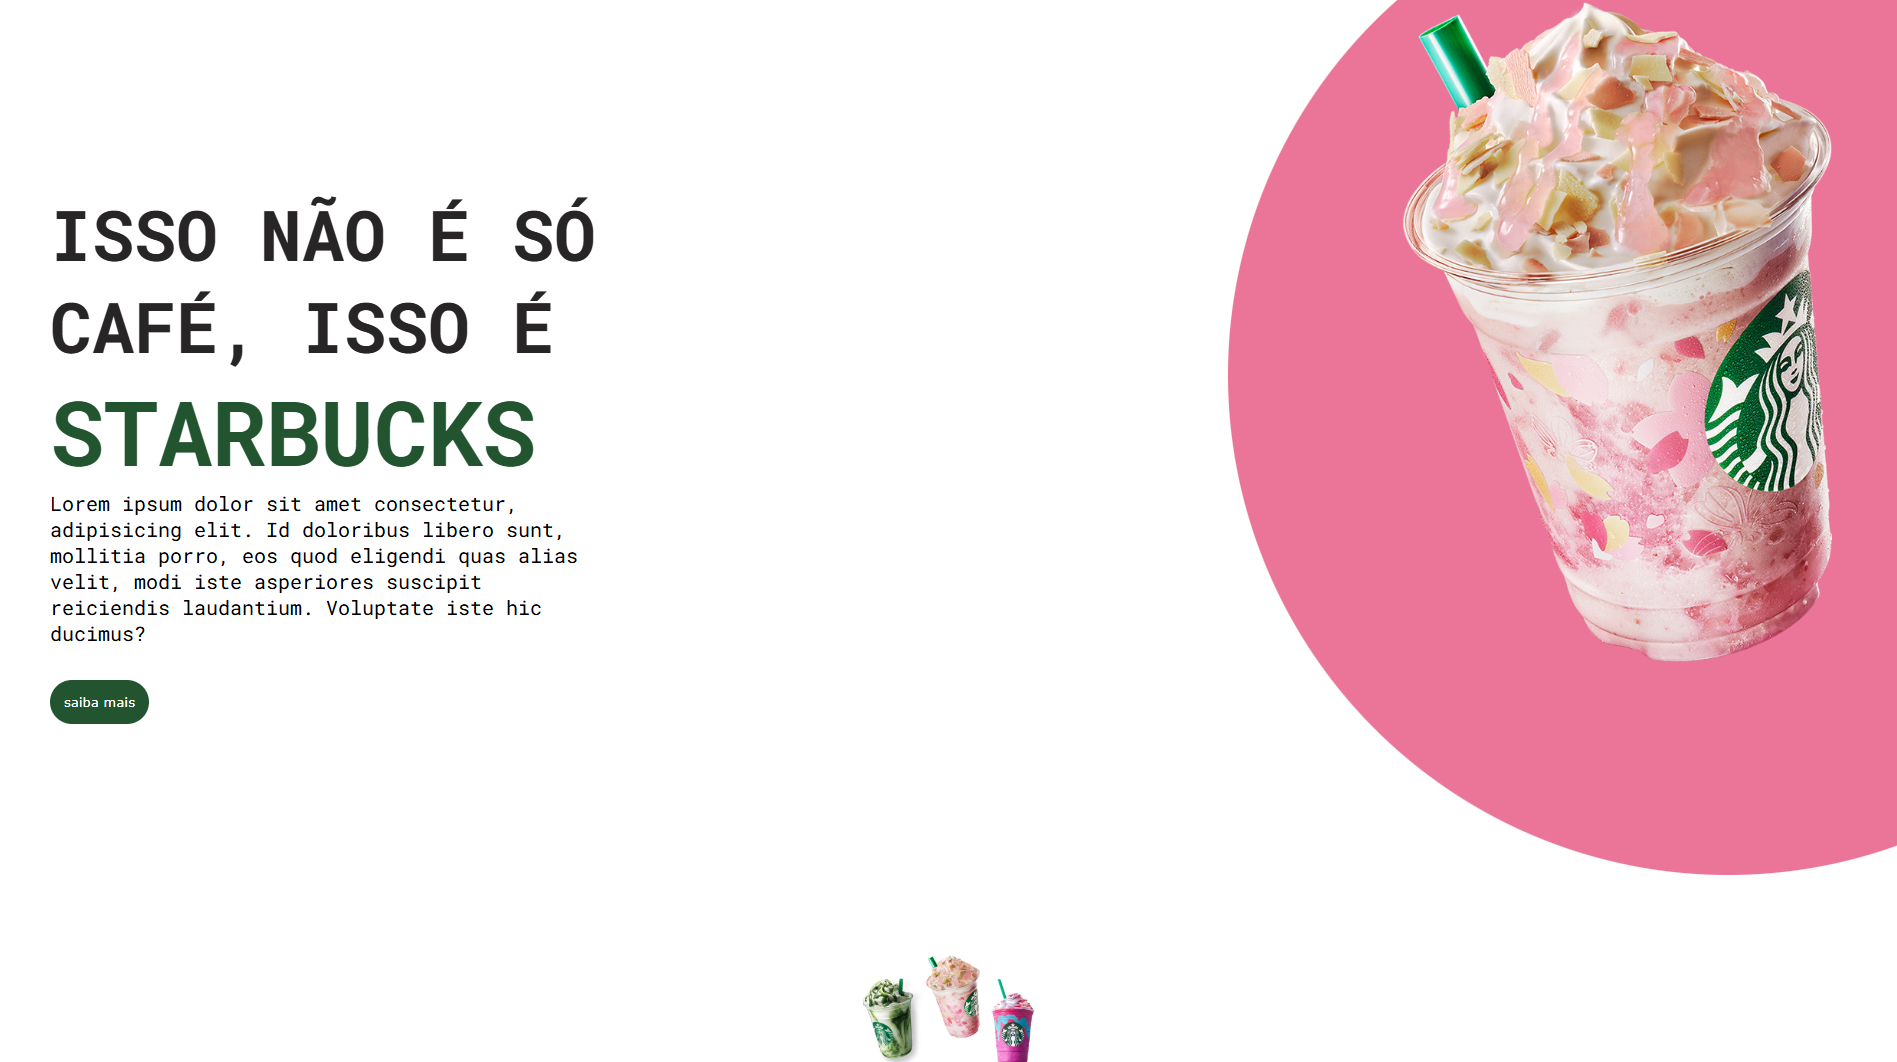 ISSO NÃO É SÓ
CAFÉ, ISSO É
STARBUCKS
Lorem ipsum dolor sit amet consectetur,
adipisicing elit. Id doloribus libero sunt,
mollitia porro, eos quod eligendi quas alias
velit, modi iste asperiores suscipit
reiciendis laudantium. Voluptate iste hic
ducimus?
saiba mais